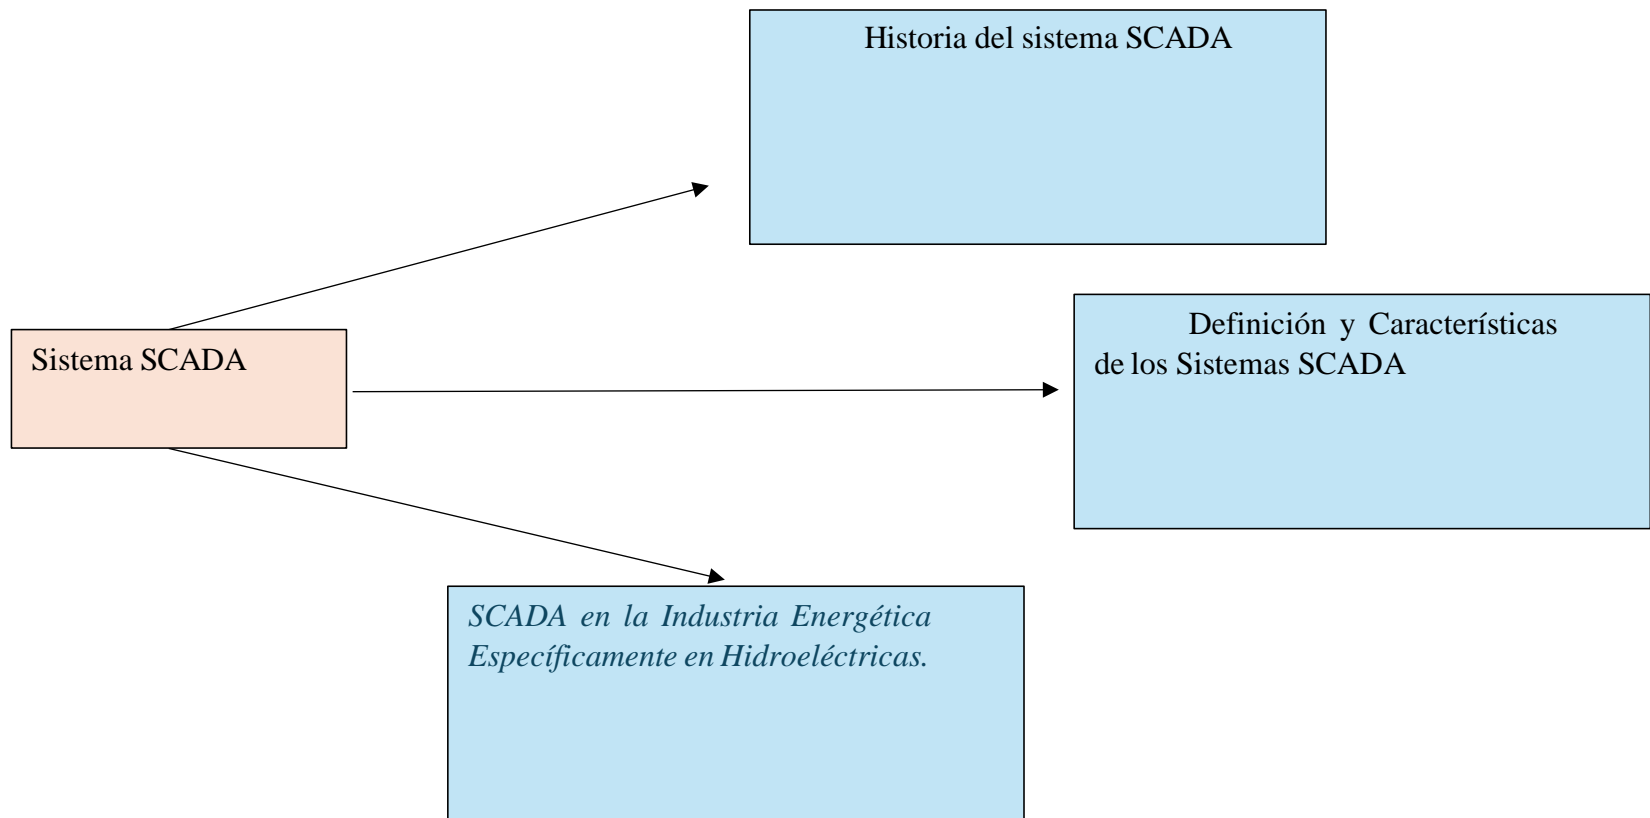 Historia del sistema SCADA
Definición y Características
de los Sistemas SCADA
Sistema SCADA
SCADA en la Industria Energética
Específicamente en Hidroeléctricas.